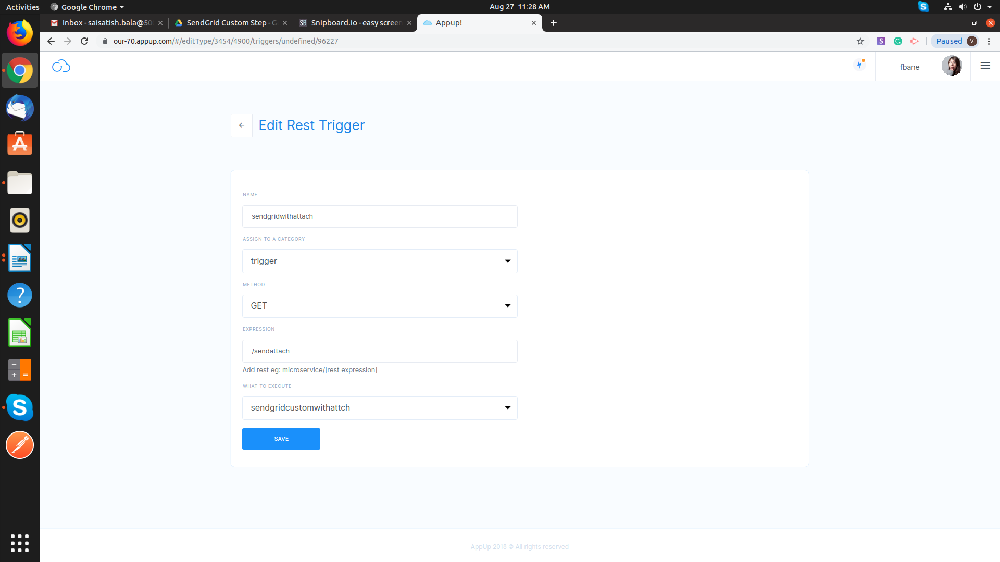 Activities Google Chrome Aug 27 11:28 AM
Inbox - saisatish.bala@50 SendGrid Custom Step - G Snipboard.io - easy screen Appup!
our-70.appup.com/#/editType/3454/4900/triggers/undefined/96227 Paused V
fbane
Edit Rest Trigger
NAME
sendgridwithattach
ASSIGN TO A CATEGORY
trigger
METHOD
GET
EXPRESSION
/sendattach
Add rest eg: microservice/[rest expression]
WHAT TO EXECUTE
sendgridcustomwithattch
SAVE
AppUp 2018 © All rights reserved